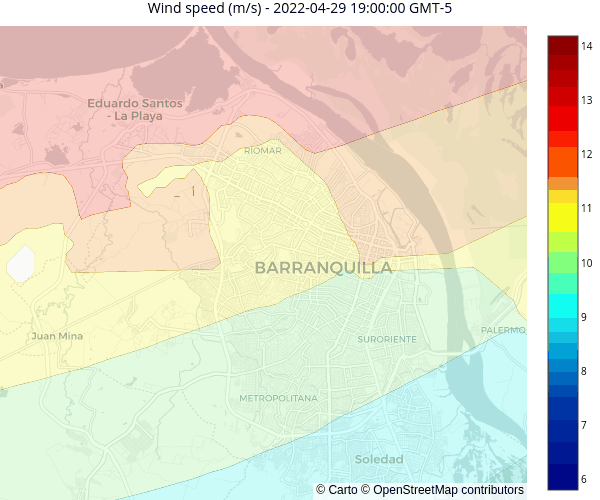 Wind speed (m/s) - 2022-04-29 19:00:00 GMT-5
Eduardo Santos
- La Playa
RIOMAR
BARRANQUILLA
Juan Mina
SURORIENTE
PALERMO
METROPOLITANA
Soledad
© Carto © OpenStreetMap contributors
14
13
12
11
10
9
8
7
6